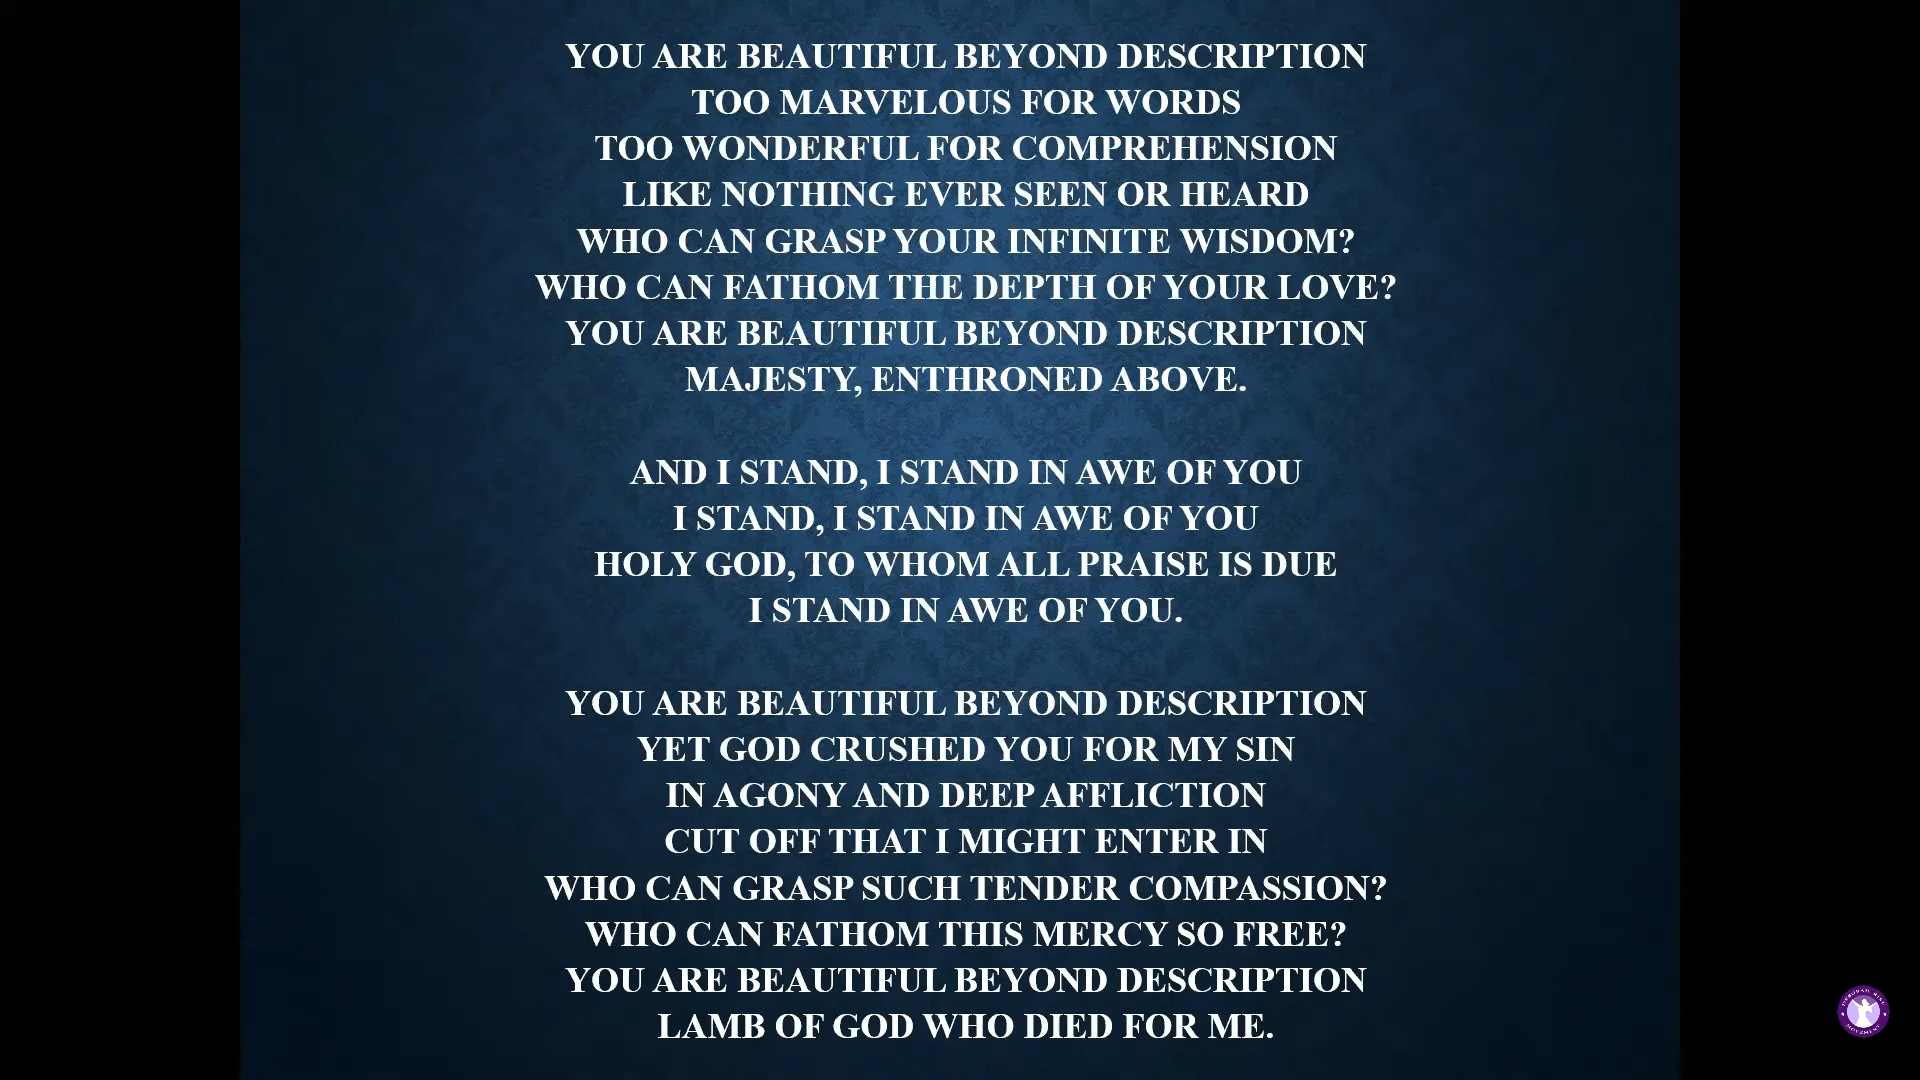 YOU ARE BEAUTIFUL BEYOND DESCRIPTION
TOO MARVELOUS FOR WORDS
TOO WONDERFUL FOR COMPREHENSION
LIKE NOTHING EVER SEEN OR HEARD
WHO CAN GRASP YOUR INFINITE WISDOM?
WHO CAN FATHOM THE DEPTH OF YOUR LOVE?
YOU ARE BEAUTIFUL BEYOND DESCRIPTION
MAJESTY, ENTHRONED ABOVE.
AND I STAND, I STAND IN AWE OF YOU
I STAND, I STAND IN AWE OF YOU
HOLY GOD, TO WHOM ALL PRAISE IS DUE
I STAND IN AWE OF YOU.
YOU ARE BEAUTIFUL BEYOND DESCRIPTION
YET GOD CRUSHED YOU FOR MY SIN
IN AGONY AND DEEP AFFLICTION
CUT OFF THAT I MIGHT ENTER IN
WHO CAN GRASP SUCH TENDER COMPASSION?
WHO CAN FATHOM THIS MERCY SO FREE?
YOU ARE BEAUTIFUL BEYOND DESCRIPTION
LAMB OF GOD WHO DIED FOR ME.
MOVEMENT